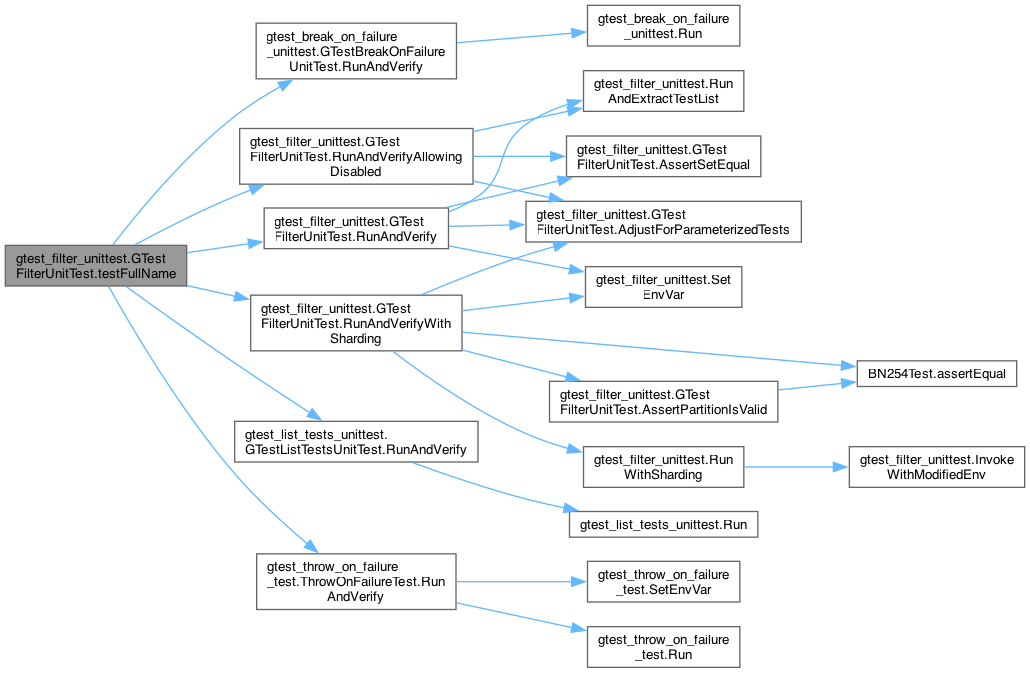 gtest_filter_unittest.GTest
FilterUnitTest.testFullName
gtest_break_on_failure
_unittest.GTestBreakOnFailure
UnitTest.RunAndVerify
gtest_break_on_failure
_unittest.Run
gtest_filter_unittest.GTest
FilterUnitTest.RunAndVerifyAllowing
Disabled
gtest_filter_unittest.Run
AndExtractTestList
gtest_filter_unittest.GTest
FilterUnitTest.AssertSetEqual
gtest_filter_unittest.GTest
FilterUnitTest.AdjustForParameterizedTests
gtest_filter_unittest.GTest
FilterUnitTest.RunAndVerify
gtest_filter_unittest.Set
EnvVar
gtest_filter_unittest.GTest
FilterUnitTest.RunAndVerifyWith
Sharding
BN254Test.assertEqual
gtest_filter_unittest.GTest
FilterUnitTest.AssertPartitionIsValid
gtest_filter_unittest.Run
WithSharding
gtest_filter_unittest.Invoke
WithModifiedEnv
gtest_list_tests_unittest.
GTestListTestsUnitTest.RunAndVerify
gtest_list_tests_unittest.Run
gtest_throw_on_failure
_test.ThrowOnFailureTest.Run
AndVerify
gtest_throw_on_failure
_test.SetEnvVar
gtest_throw_on_failure
_test.Run